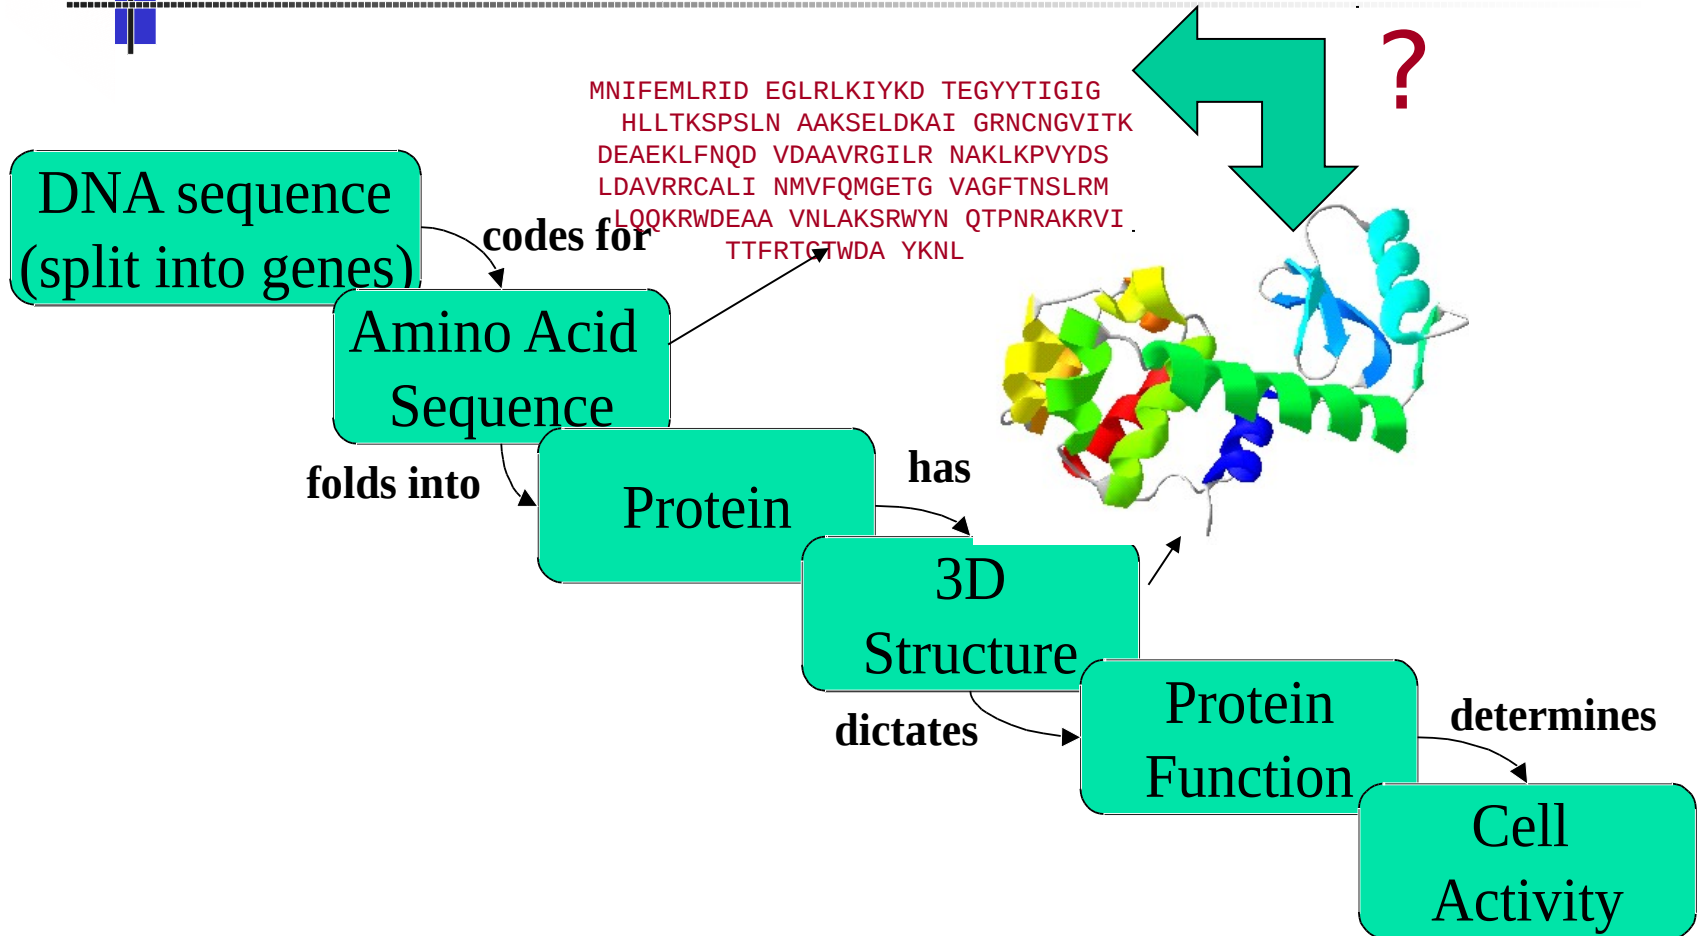 ?
MNIFEMLRID EGLRLKIYKD TEGYYTIGIG
HLLTKSPSLN AAKSELDKAI GRNCNGVITK
DEAEKLFNQD VDAAVRGILR NAKLKPVYDS
LDAVRRCALI NMVFQMGETG VAGFTNSLRM
LQQKRWDEAA VNLAKSRWYN QTPNRAKRVI
TTFRTGTWDA YKNL
DNA sequence
(split into genes)
codes for
Amino Acid
Sequence
folds into
Protein
has
3D
Structure
dictates
Protein
Function
determines
Cell
Activity